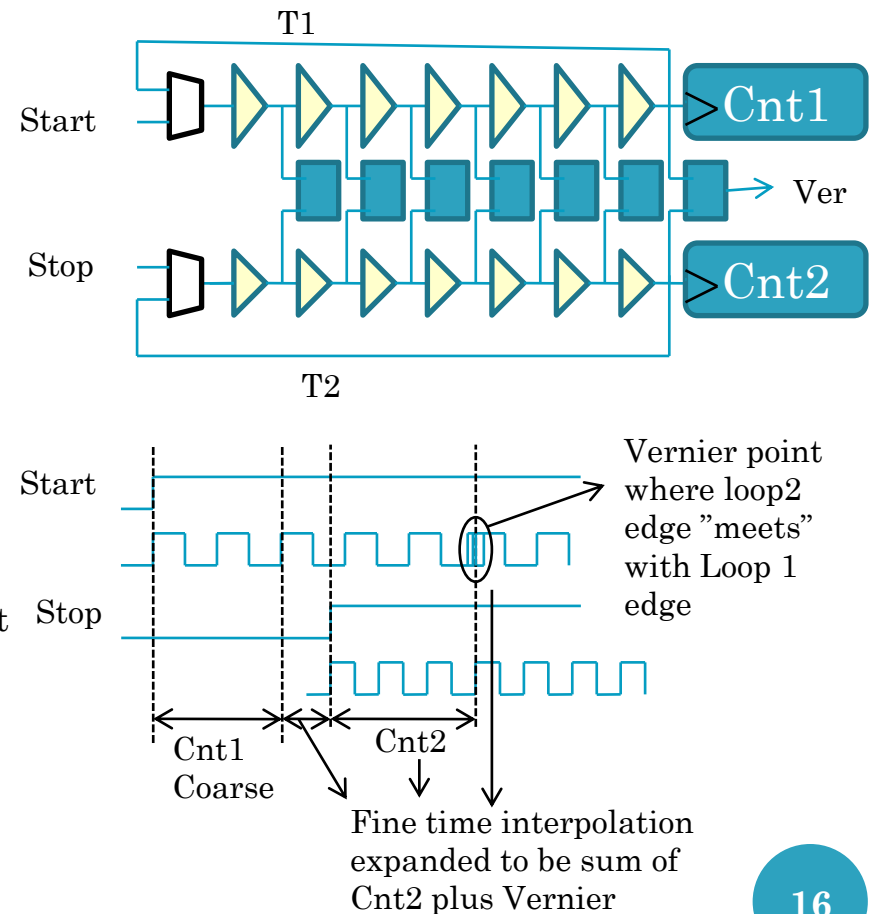 T1
Start
Cnt1
Ver
Stop
Cnt2
T2
Start
Vernier point
where loop2
edge ”meets”
with Loop 1
edge
t
Stop
Cnt1
Coarse
Cnt2
Fine time interpolation
expanded to be sum of
Cnt2 plus Vernier
16